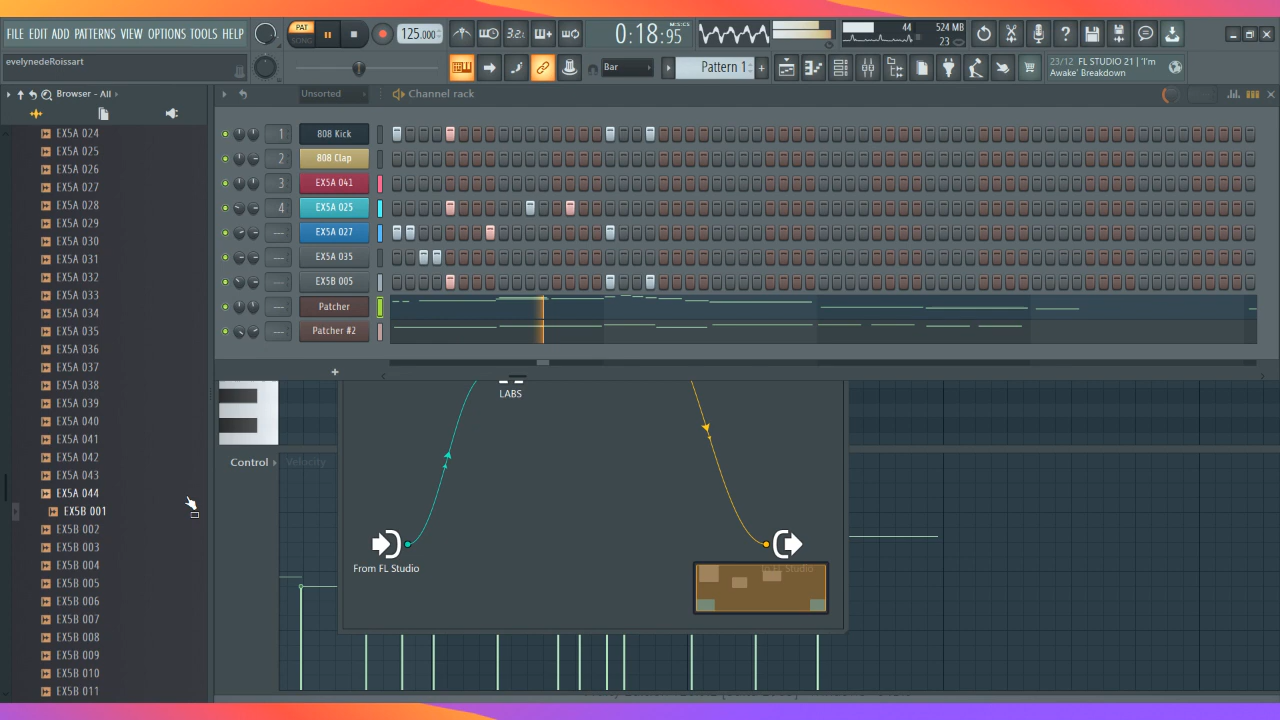 FILE EDIT ADD PATTERNS VIEW OPTIONS TOOLS HELP
PAT
125.000
3.2.
0:18:95
M:S:CS
44
524 MB
23
evelynedeRoissart
Bar
Pattern 1
23/12 FL STUDIO 21 | 'I'm
Awake' Breakdown
Browser - All
Unsorted
Channel rack
EX5A 024
EX5A 025
EX5A 026
EX5A 027
EX5A 028
EX5A 029
EX5A 030
EX5A 031
EX5A 032
EX5A 033
EX5A 034
EX5A 035
EX5A 036
EX5A 037
EX5A 038
EX5A 039
EX5A 040
EX5A 041
EX5A 042
EX5A 043
EX5A 044
EX5B 001
EX5B 002
EX5B 003
EX5B 004
EX5B 005
EX5B 006
EX5B 007
EX5B 008
EX5B 009
EX5B 010
EX5B 011
1 808 Kick
2 808 Clap
3 EX5A 041
4 EX5A 025
--- EX5A 027
--- EX5A 035
--- EX5B 005
--- Patcher
--- Patcher #2
LABS
Control
Velocity
From FL Studio
To FL Studio